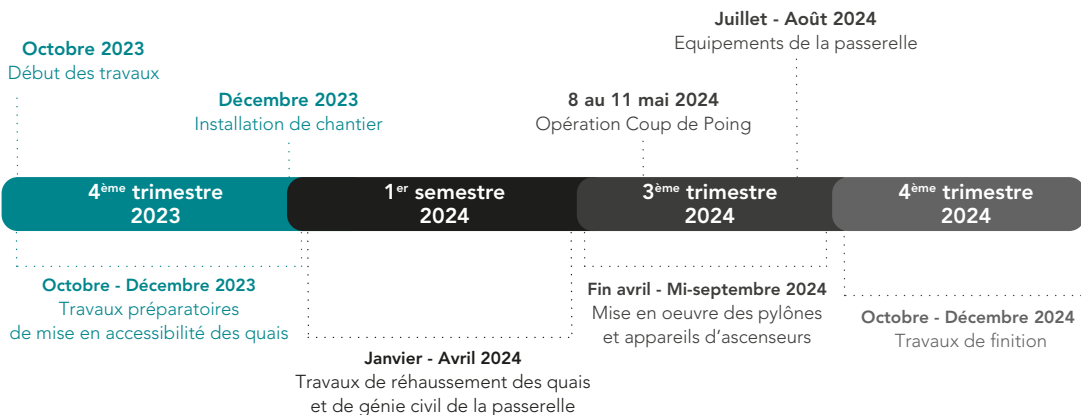 Juillet - Août 2024
Equipements de la passerelle
Octobre 2023
Début des travaux
Décembre 2023
Installation de chantier
8 au 11 mai 2024
Opération Coup de Poing
4ème trimestre
2023
1er semestre
2024
3ème trimestre
2024
4ème trimestre
2024
Octobre - Décembre 2023
Travaux préparatoires
de mise en accessibilité des quais
Janvier - Avril 2024
Travaux de réhaussement des quais
et de génie civil de la passerelle
Fin avril - Mi-septembre 2024
Mise en oeuvre des pylônes
et appareils d'ascenseurs
Octobre - Décembre 2024
Travaux de finition